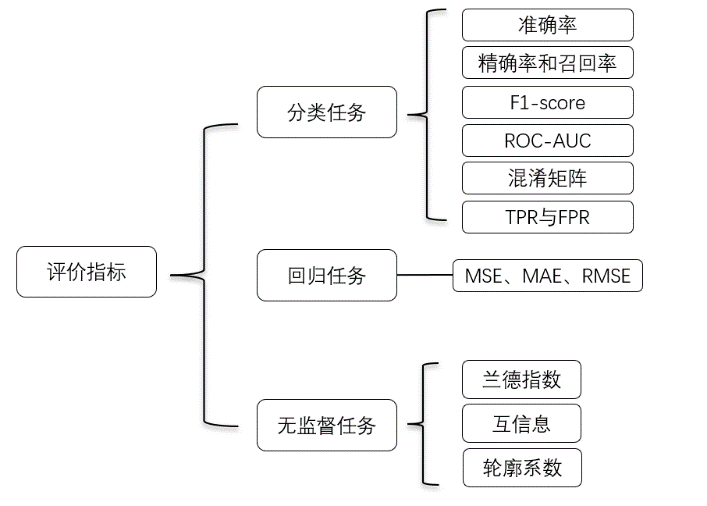 评价指标
分类任务
准确率
精确率和召回率
F1-score
ROC-AUC
混淆矩阵
TPR与FPR
回归任务
MSE、MAE、RMSE
无监督任务
兰德指数
互信息
轮廓系数